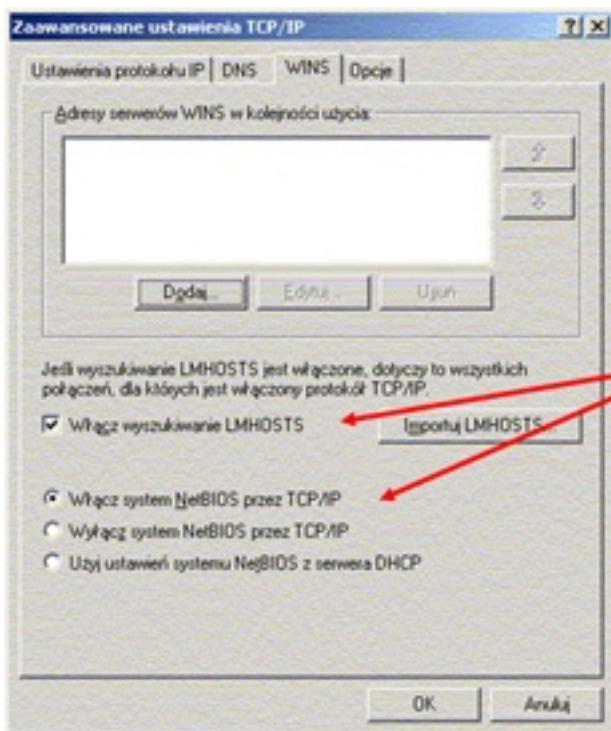 Zaawansowane ustawienia TCP/IP
Ustawienia protokołu IP DNS WINS Opcje
Adresy serwerów WINS w kolejności użycia:
Dodaj...
Edytuj...
Usuń
Jeśli wyszukiwanie LMHOSTS jest włączone, dotyczy to wszystkich
połączeń, dla których jest włączony protokół TCP/IP.
Włącz wyszukiwanie LMHOSTS
Importuj LMHOSTS...
Włącz system NetBIOS przez TCP/IP
Wyłącz system NetBIOS przez TCP/IP
Użyj ustawień systemu NetBIOS z serwera DHCP
OK
Anuluj